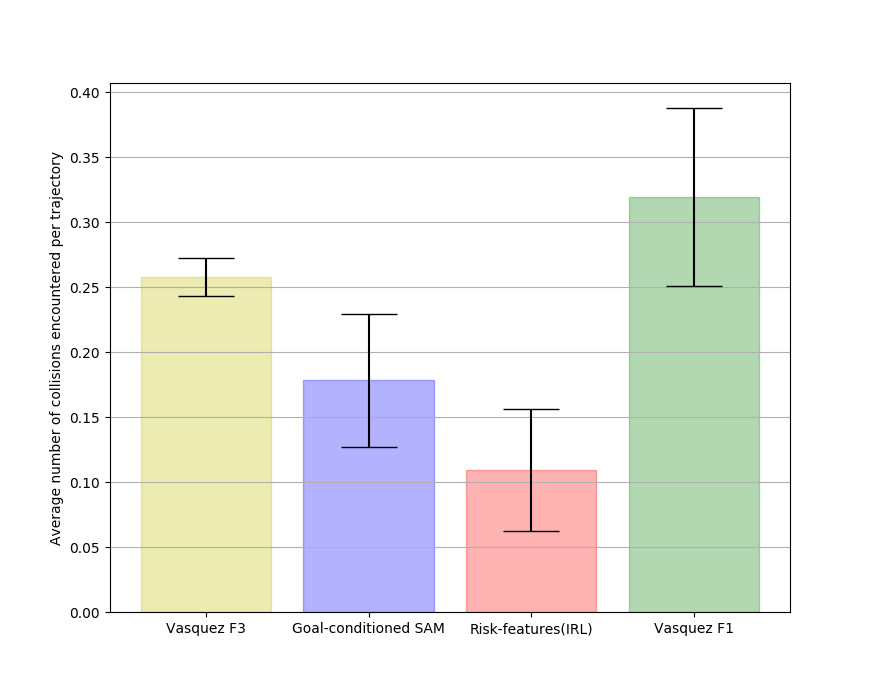 Average number of collisions encountered per trajectory
0.40
0.35
0.30
0.25
0.20
0.15
0.10
0.05
0.00
Vasquez F3
Goal-conditioned SAM
Risk-features(IRL)
Vasquez F1